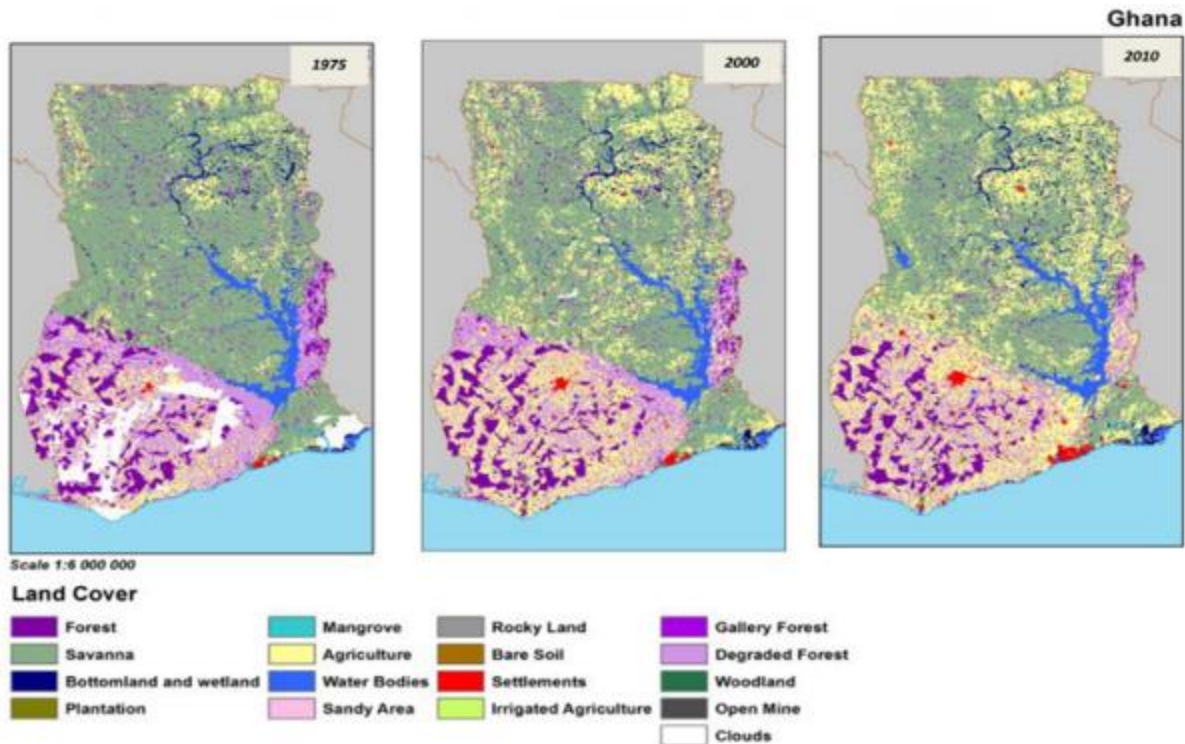 Ghana
1975
2000
2010
Scale 1:6 000 000
Land Cover
Forest
Mangrove
Rocky Land
Gallery Forest
Savanna
Agriculture
Bare Soil
Degraded Forest
Bottomland and wetland
Water Bodies
Settlements
Woodland
Plantation
Sandy Area
Irrigated Agriculture
Open Mine
Clouds